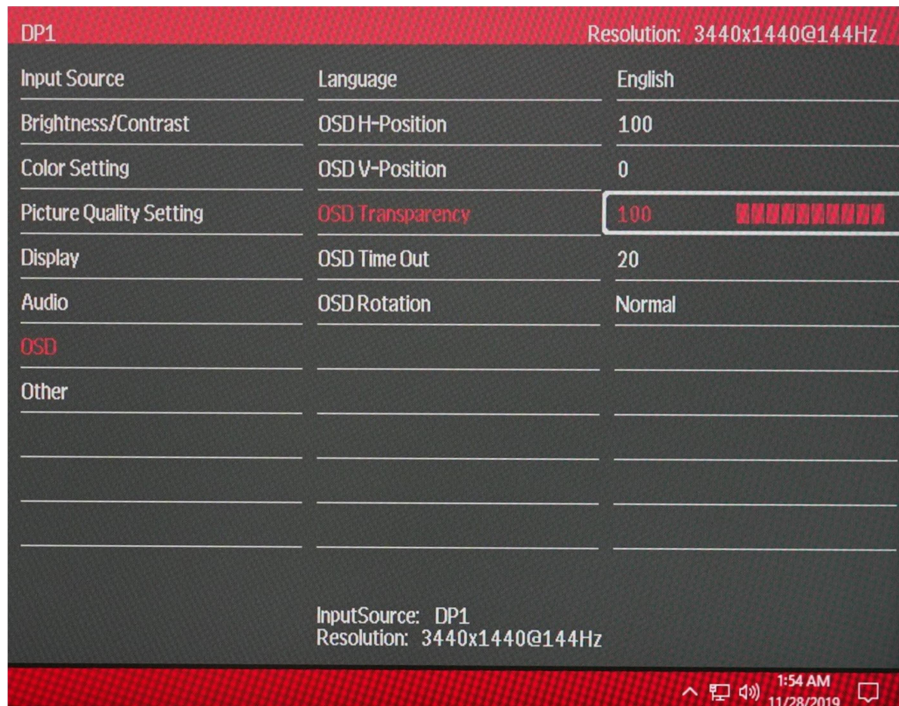 DP1 Resolution: 3440x1440@144Hz
Input Source Language English
Brightness/Contrast OSD H-Position 100
Color Setting OSD V-Position 0
Picture Quality Setting OSD Transparency 100
Display OSD Time Out 20
Audio OSD Rotation Normal
OSD
Other
InputSource: DP1
Resolution: 3440x1440@144Hz
1:54 AM
11/28/2019